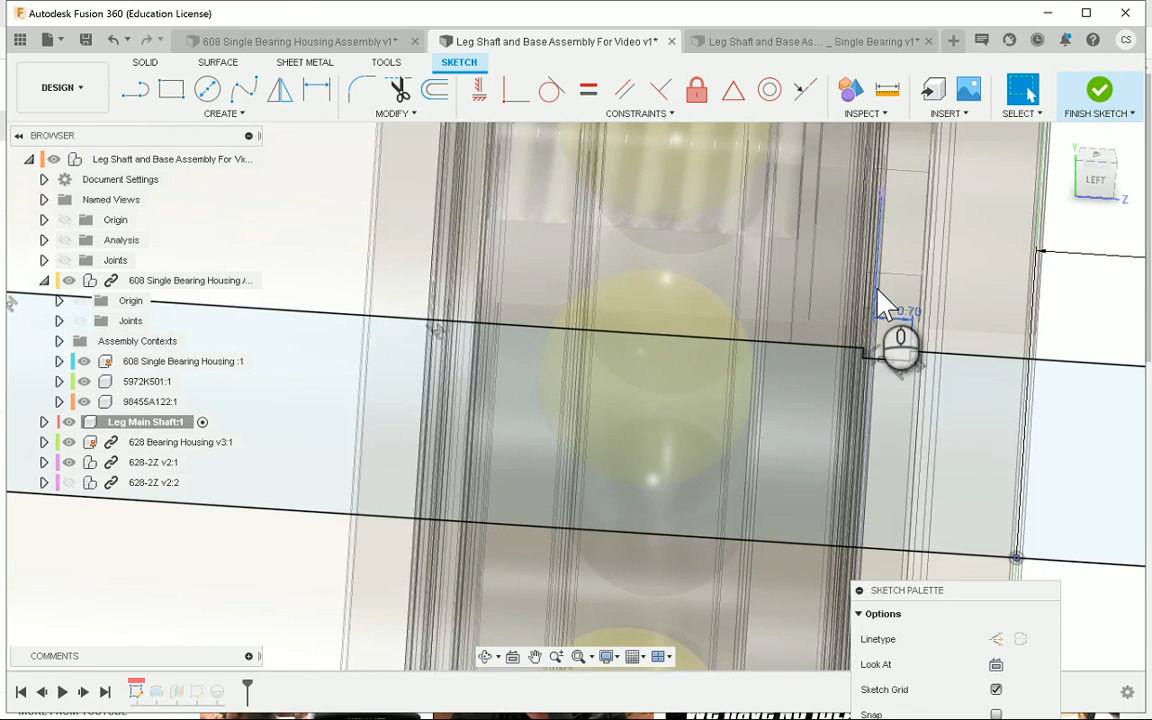 Autodesk Fusion 360 (Education License)
608 Single Bearing Housing Assembly v1*
Leg Shaft and Base Assembly For Video v1*
Leg Shaft and Base As... _ Single Bearing v1*
CS
DESIGN
SOLID
SURFACE
SHEET METAL
TOOLS
SKETCH
CREATE
MODIFY
CONSTRAINTS
INSPECT
INSERT
SELECT
FINISH SKETCH
BROWSER
Leg Shaft and Base Assembly For Vi...
Document Settings
Named Views
Origin
Analysis
Joints
608 Single Bearing Housing /...
Origin
Joints
Assembly Contexts
608 Single Bearing Housing :1
5972K501:1
98455A122:1
Leg Main Shaft:1
628 Bearing Housing v3:1
628-2Z v2:1
628-2Z v2:2
Y
LEFT
Z
0.70
SKETCH PALETTE
Options
Linetype
Look At
Sketch Grid
Snap
COMMENTS